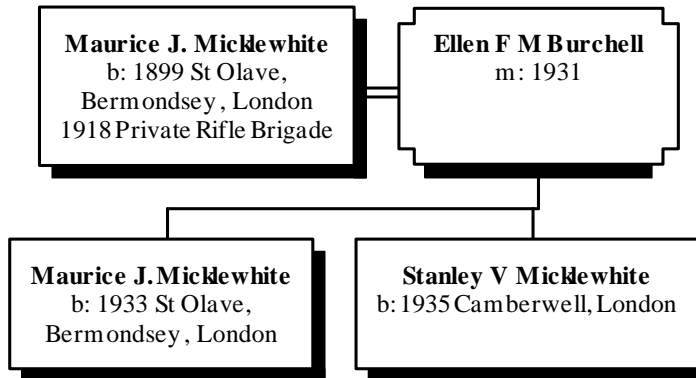 Maurice J. Micklewhite
b: 1899 St Olave,
Bermondsey, London
1918 Private Rifle Brigade
Ellen F M Burchell
m: 1931
Maurice J. Micklewhite
b: 1933 St Olave,
Bermondsey, London
Stanley V Micklewhite
b: 1935 Camberwell, London